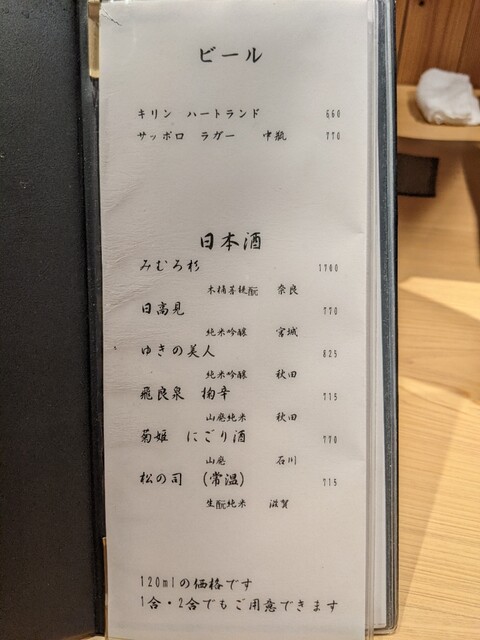 ビール
キリン ハートランド 660
サッポロ ラガー 中瓶 770
日本酒
みむろ杉 1700
木桶菩提酛 奈良
日高見 770
純米吟醸 宮城
ゆきの美人 825
純米吟醸 秋田
飛良泉 掬辛 715
山廃純米 秋田
菊姫 にごり酒 770
山廃 石川
松の司 (常温) 715
生酛純米 滋賀
120mlの価格です
1合・2合でもご用意できます